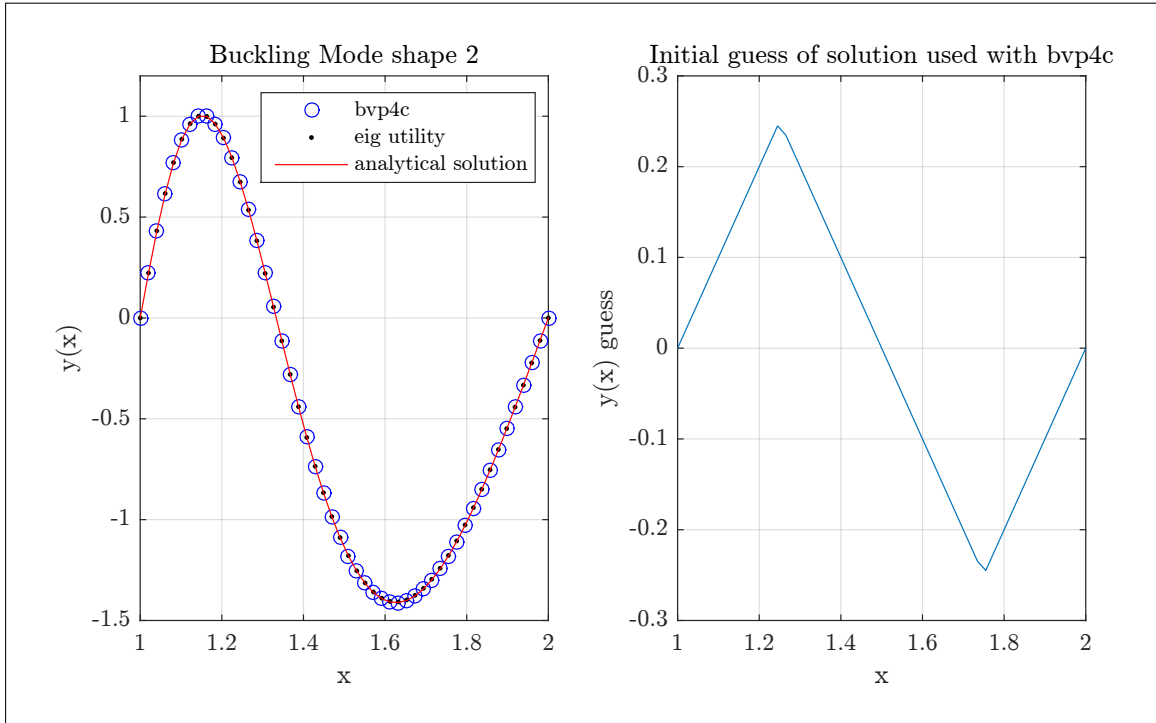 Buckling Mode shape 2
bvp4c
eig utility
analytical solution
1
0.5
0
-0.5
-1
-1.5
y(x)
1
1.2
1.4
1.6
1.8
2
x
Initial guess of solution used with bvp4c
0.3
0.2
0.1
0
-0.1
-0.2
-0.3
y(x) guess
1
1.2
1.4
1.6
1.8
2
x